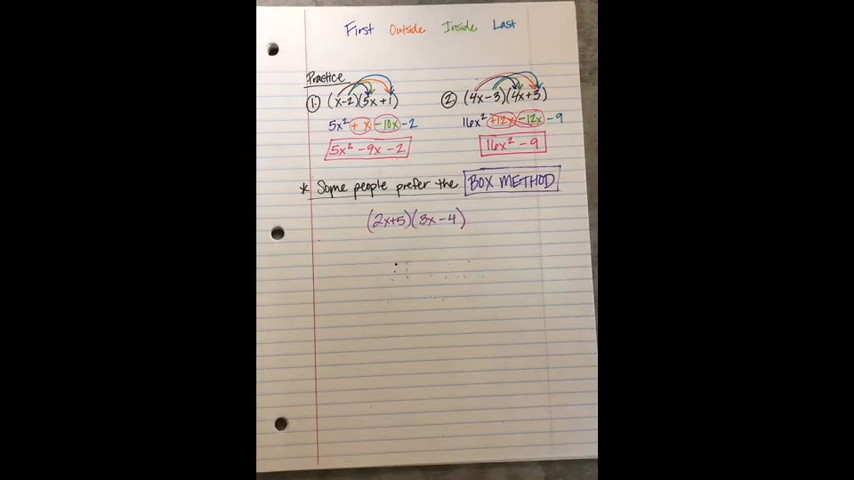 First Outside Inside Last
Practice
① (x-2)(5x+1) ② (4x-3)(4x+3)
5x² + x -10x -2 16x² +12x -12x -9
5x² -9x -2 16x² -9
* Some people prefer the BOX METHOD
(2x+5)(3x-4)